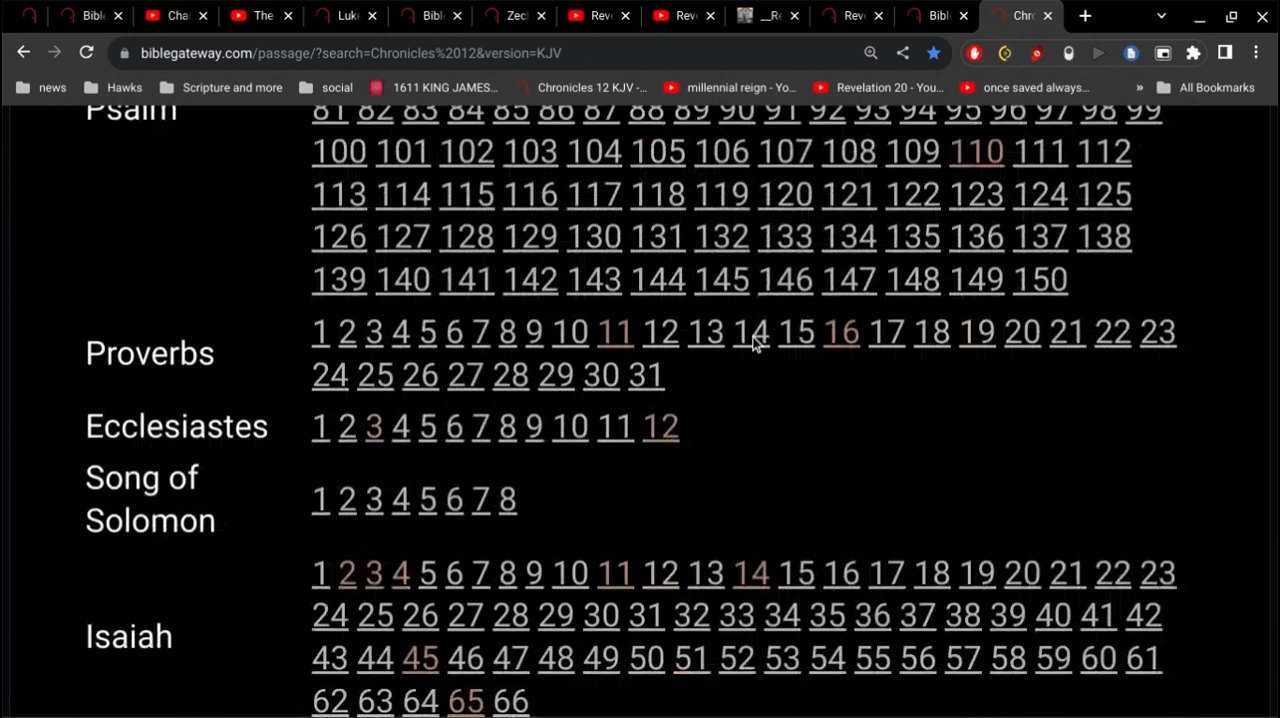 Bibl Cha The Luk Bibl Zec Reve Reve __Re Reve Bibl Chro
biblegateway.com/passage/?search=Chronicles%2012&version=KJV
news Hawks Scripture and more social 1611 KING JAMES... Chronicles 12 KJV -... millennial reign - Yo... Revelation 20 - You... once saved always... » All Bookmarks
Psalm 81 82 83 84 85 86 87 88 89 90 91 92 93 94 95 96 97 98 99
100 101 102 103 104 105 106 107 108 109 110 111 112
113 114 115 116 117 118 119 120 121 122 123 124 125
126 127 128 129 130 131 132 133 134 135 136 137 138
139 140 141 142 143 144 145 146 147 148 149 150
Proverbs
1 2 3 4 5 6 7 8 9 10 11 12 13 14 15 16 17 18 19 20 21 22 23
24 25 26 27 28 29 30 31
Ecclesiastes 1 2 3 4 5 6 7 8 9 10 11 12
Song of
Solomon
1 2 3 4 5 6 7 8
Isaiah
1 2 3 4 5 6 7 8 9 10 11 12 13 14 15 16 17 18 19 20 21 22 23
24 25 26 27 28 29 30 31 32 33 34 35 36 37 38 39 40 41 42
43 44 45 46 47 48 49 50 51 52 53 54 55 56 57 58 59 60 61
62 63 64 65 66